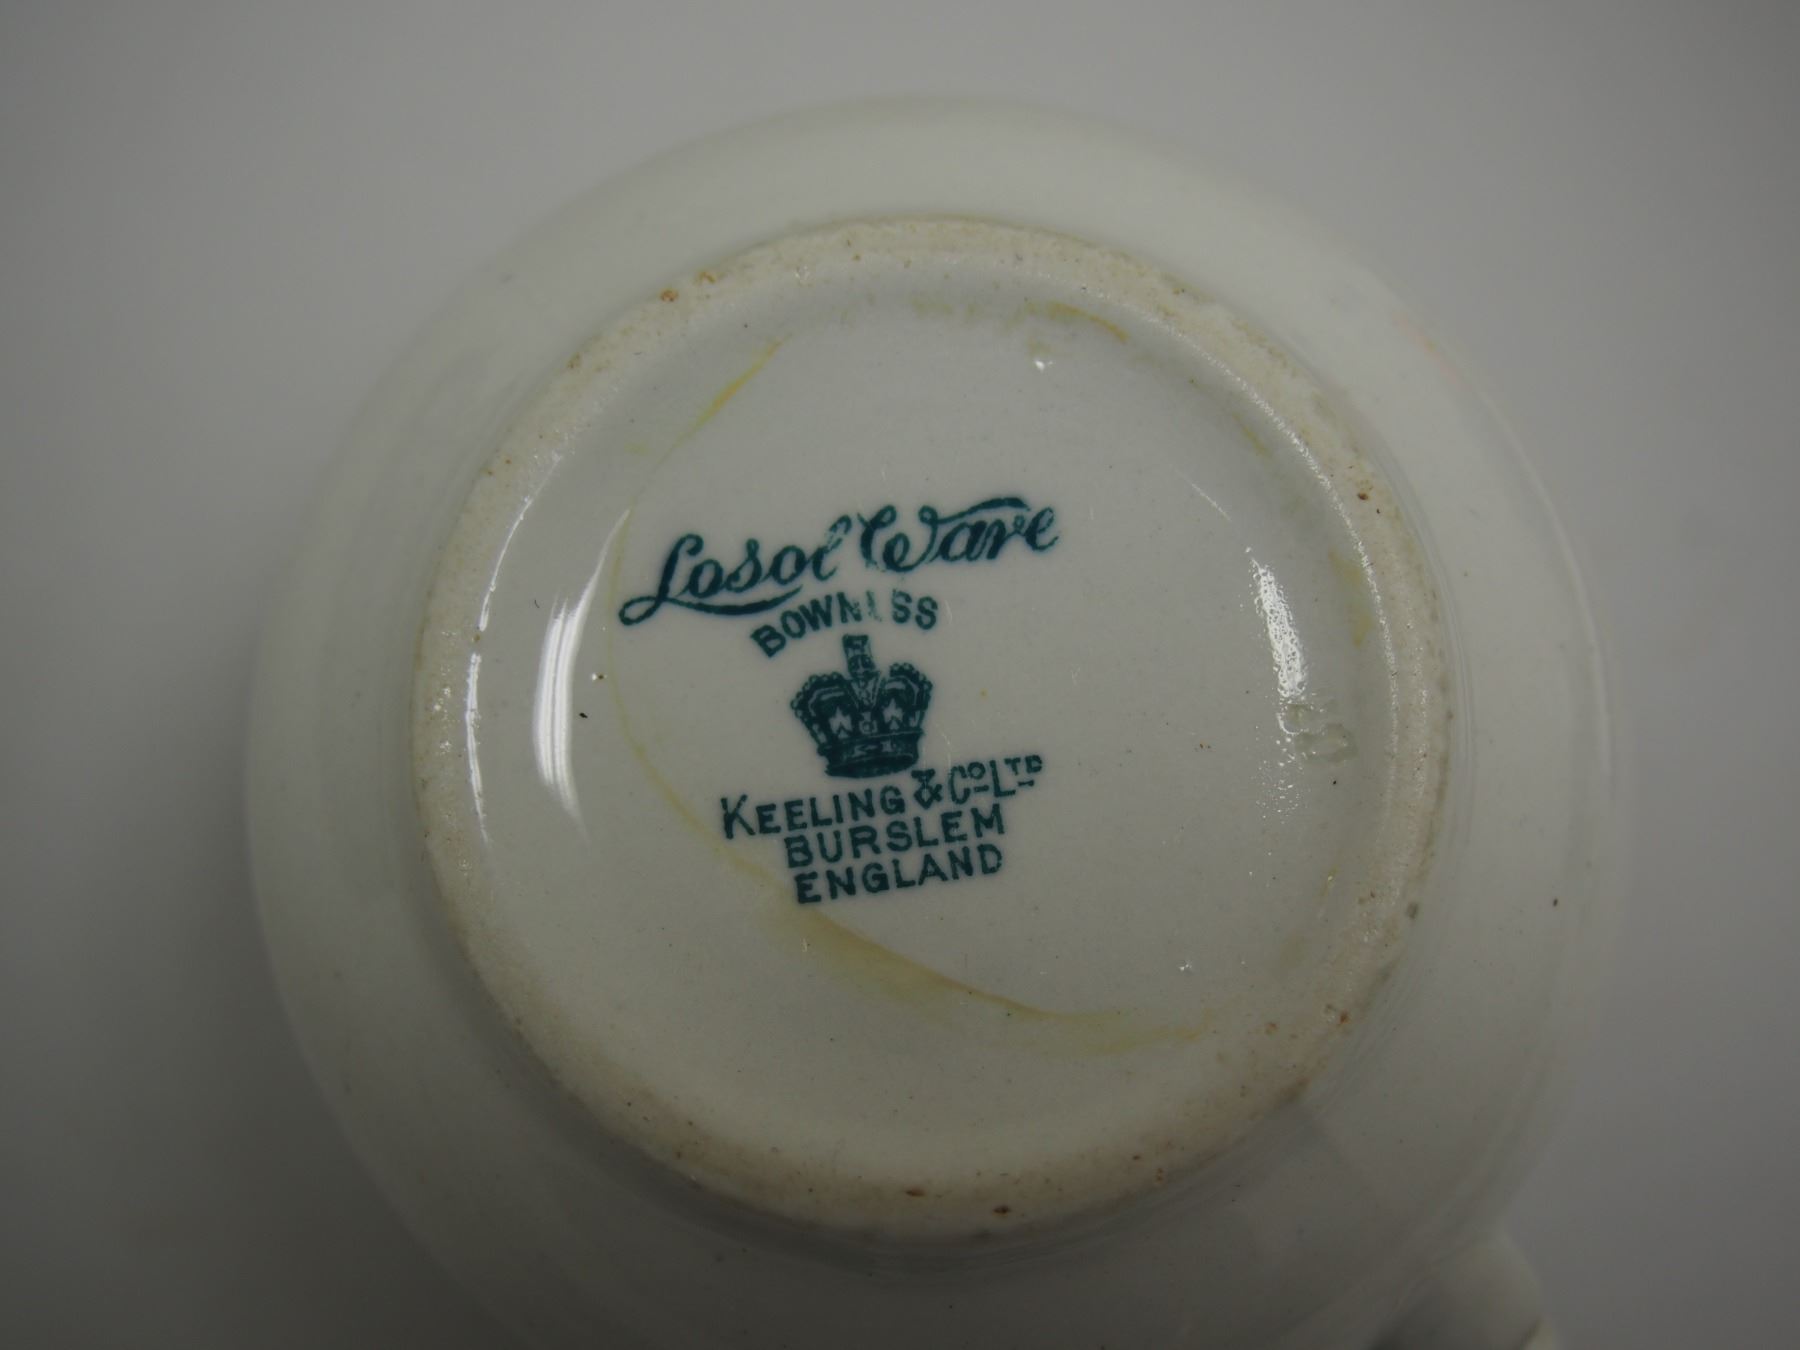 Losol Ware
BOWNESS
KEELING & Co LTD
BURSLEM
ENGLAND